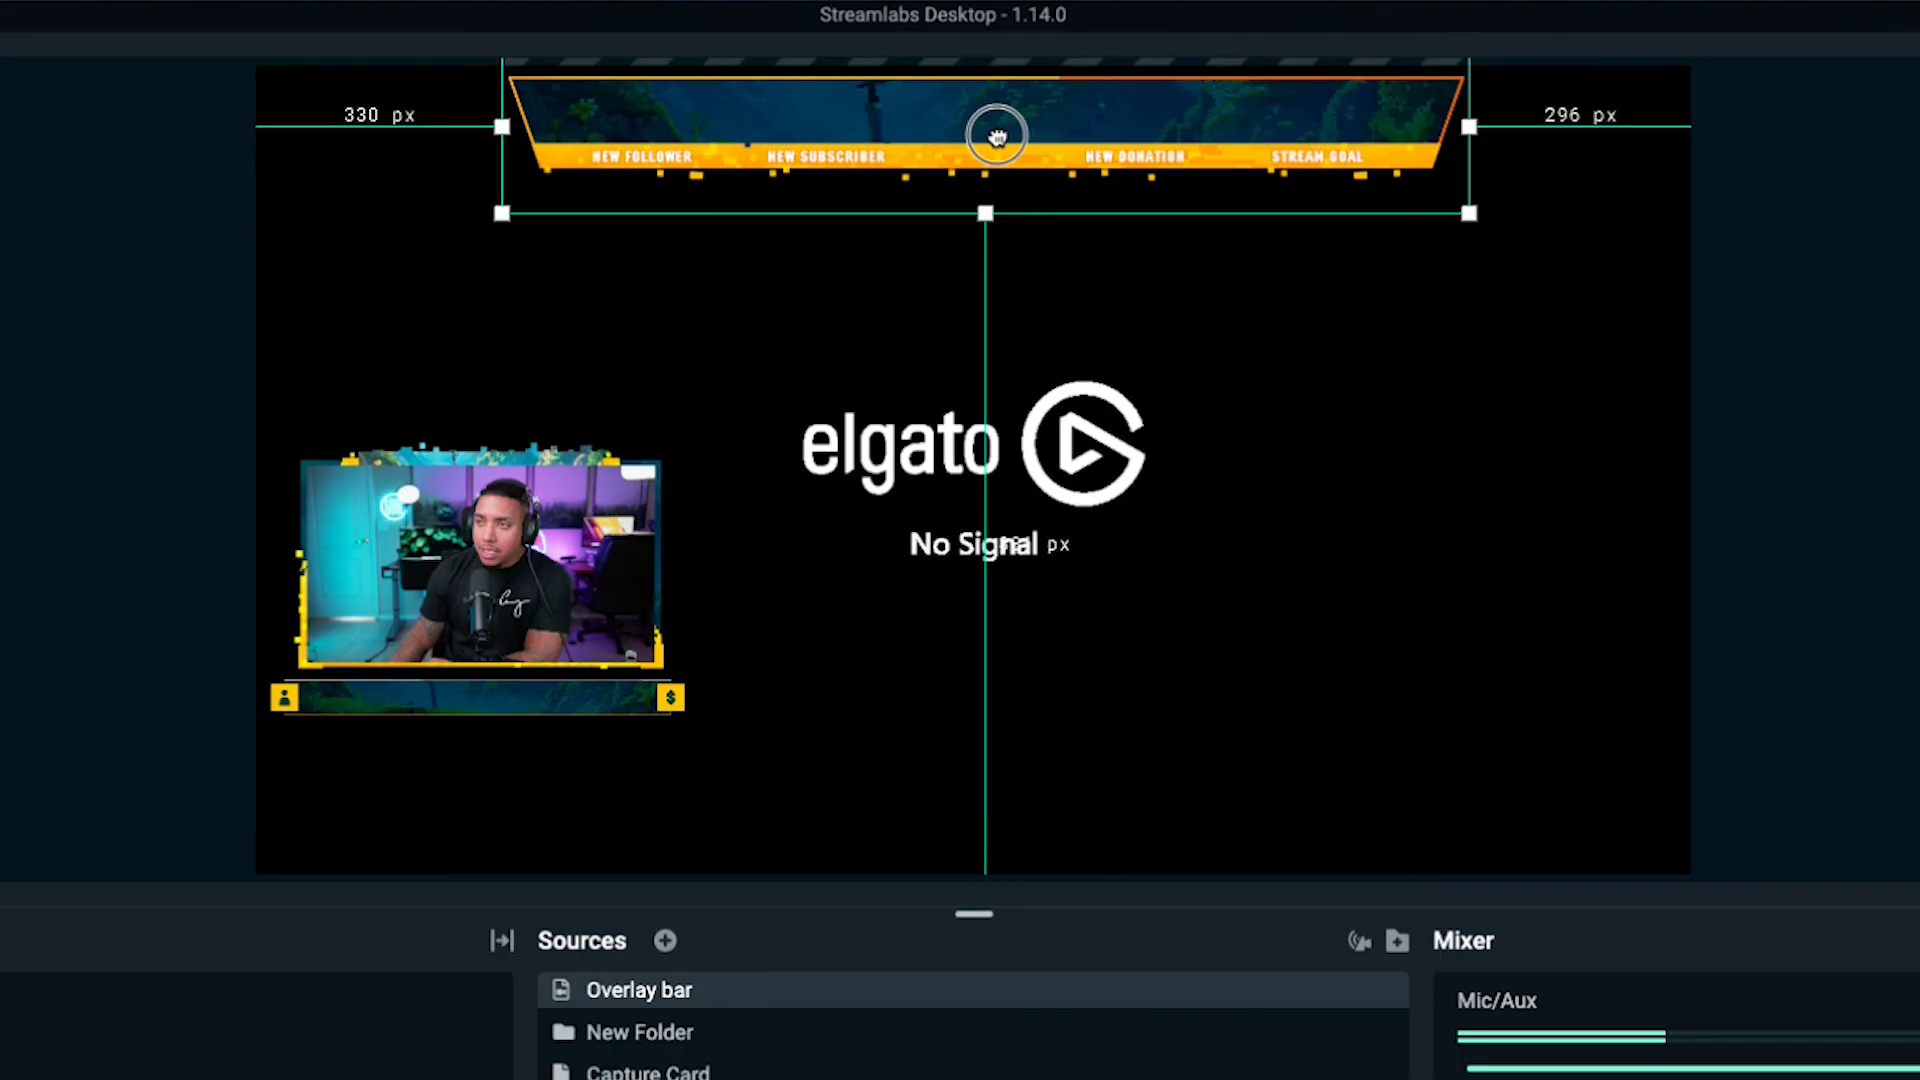 Streamlabs Desktop - 1.14.0
330 px
296 px
NEW FOLLOWER
NEW SUBSCRIBER
NEW DONATION
STREAM GOAL
elgato
No Signal
px
$
Sources
Mixer
Overlay bar
Mic/Aux
New Folder
Capture Card